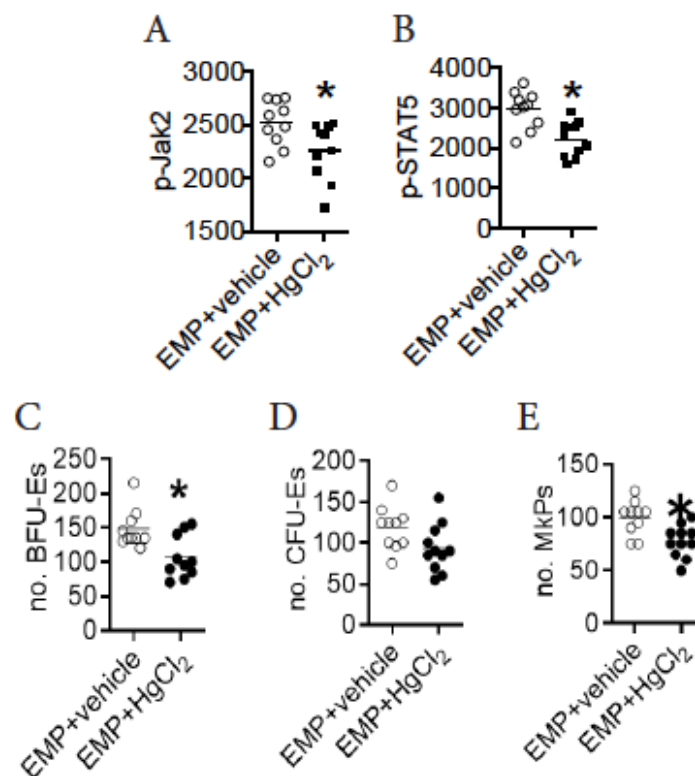 A
B
3000
2500
2000
1500
p-Jak2
*
EMP+vehicle
EMP+HgCl₂
4000
3000
2000
1000
0
p-STAT5
*
EMP+vehicle
EMP+HgCl₂
C
D
E
250
200
150
100
50
0
no. BFU-Es
*
EMP+vehicle
EMP+HgCl₂
200
150
100
50
0
no. CFU-Es
EMP+vehicle
EMP+HgCl₂
150
100
50
0
no. MkPs
*
EMP+vehicle
EMP+HgCl₂